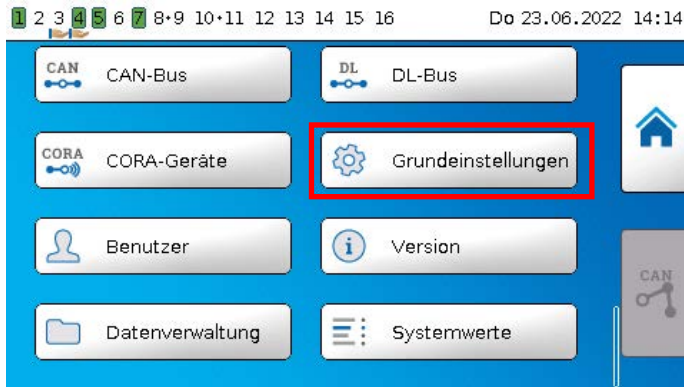 1 2 3 4 5 6 7 8·9 10·11 12 13 14 15 16 Do 23.06.2022 14:14
CAN CAN-Bus
DL DL-Bus
CORA CORA-Geräte
Grundeinstellungen
Benutzer
i Version
CAN
Datenverwaltung
Systemwerte